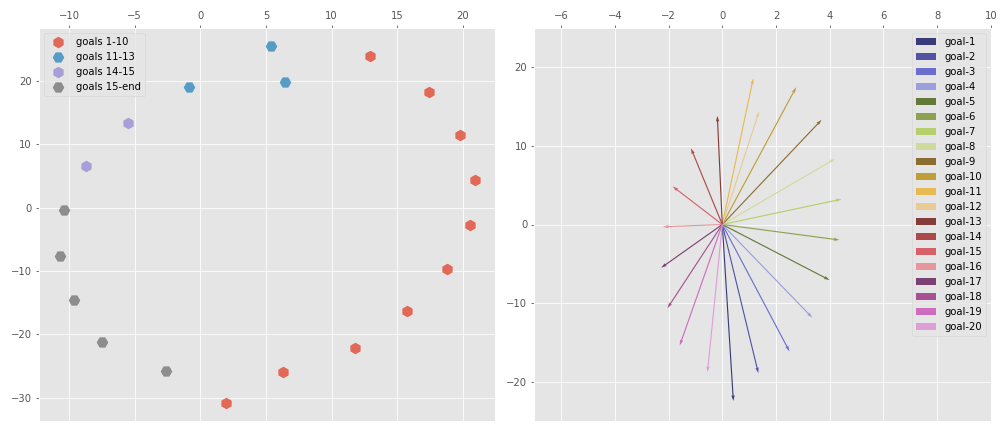 −10 −5 0 5 10 15 20
goals 1-10
goals 11-13
goals 14-15
goals 15-end
20
10
0
−10
−20
−30
−6 −4 −2 0 2 4 6 8 10
goal-1
goal-2
goal-3
goal-4
goal-5
goal-6
goal-7
goal-8
goal-9
goal-10
goal-11
goal-12
goal-13
goal-14
goal-15
goal-16
goal-17
goal-18
goal-19
goal-20
20
10
0
−10
−20